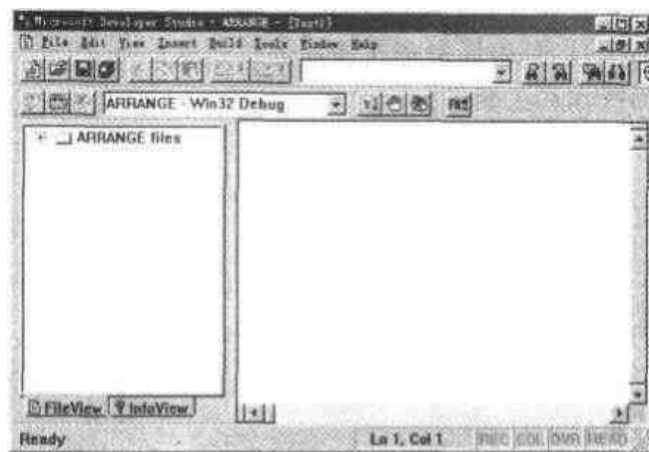 Microsoft Developer Studio - ARRANGE - [Text1]
File Edit View Insert Build Tools Window Help
ARRANGE - Win32 Debug
ARRANGE files
FileView InfoView
Ready Ln 1, Col 1 REC COL OVR READ